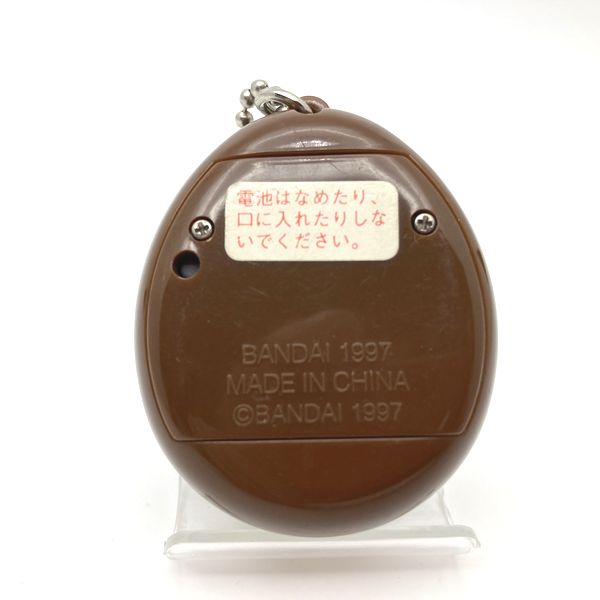 電池はなめたり、
口に入れたりしな
いでください。
BANDAI 1997
MADE IN CHINA
©BANDAI 1997